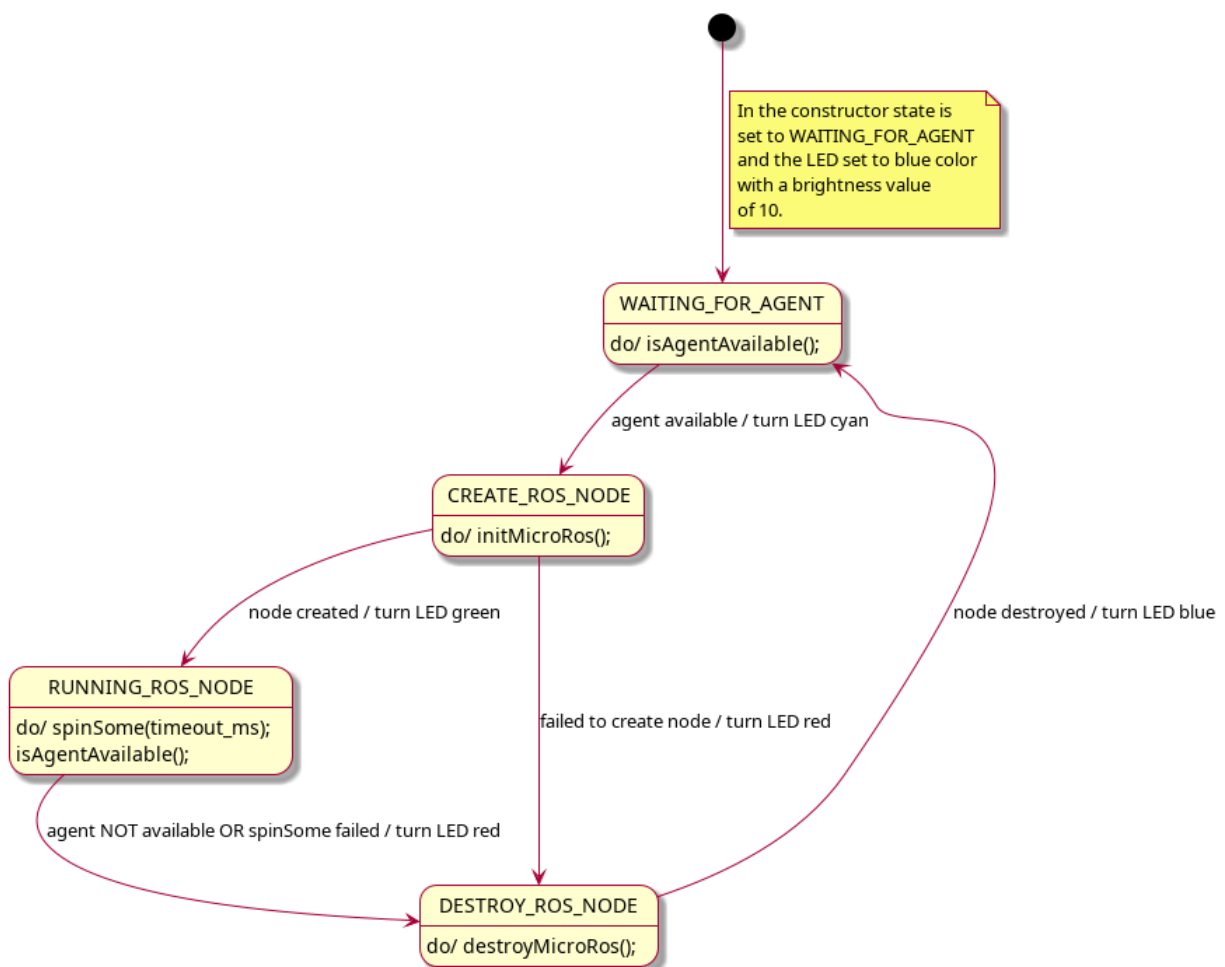 In the constructor state is
set to WAITING_FOR_AGENT
and the LED set to blue color
with a brightness value
of 10.
WAITING_FOR_AGENT
do/ isAgentAvailable();
agent available / turn LED cyan
CREATE_ROS_NODE
do/ initMicroRos();
node created / turn LED green
node destroyed / turn LED blue
RUNNING_ROS_NODE
do/ spinSome(timeout_ms);
isAgentAvailable();
failed to create node / turn LED red
agent NOT available OR spinSome failed / turn LED red
DESTROY_ROS_NODE
do/ destroyMicroRos();